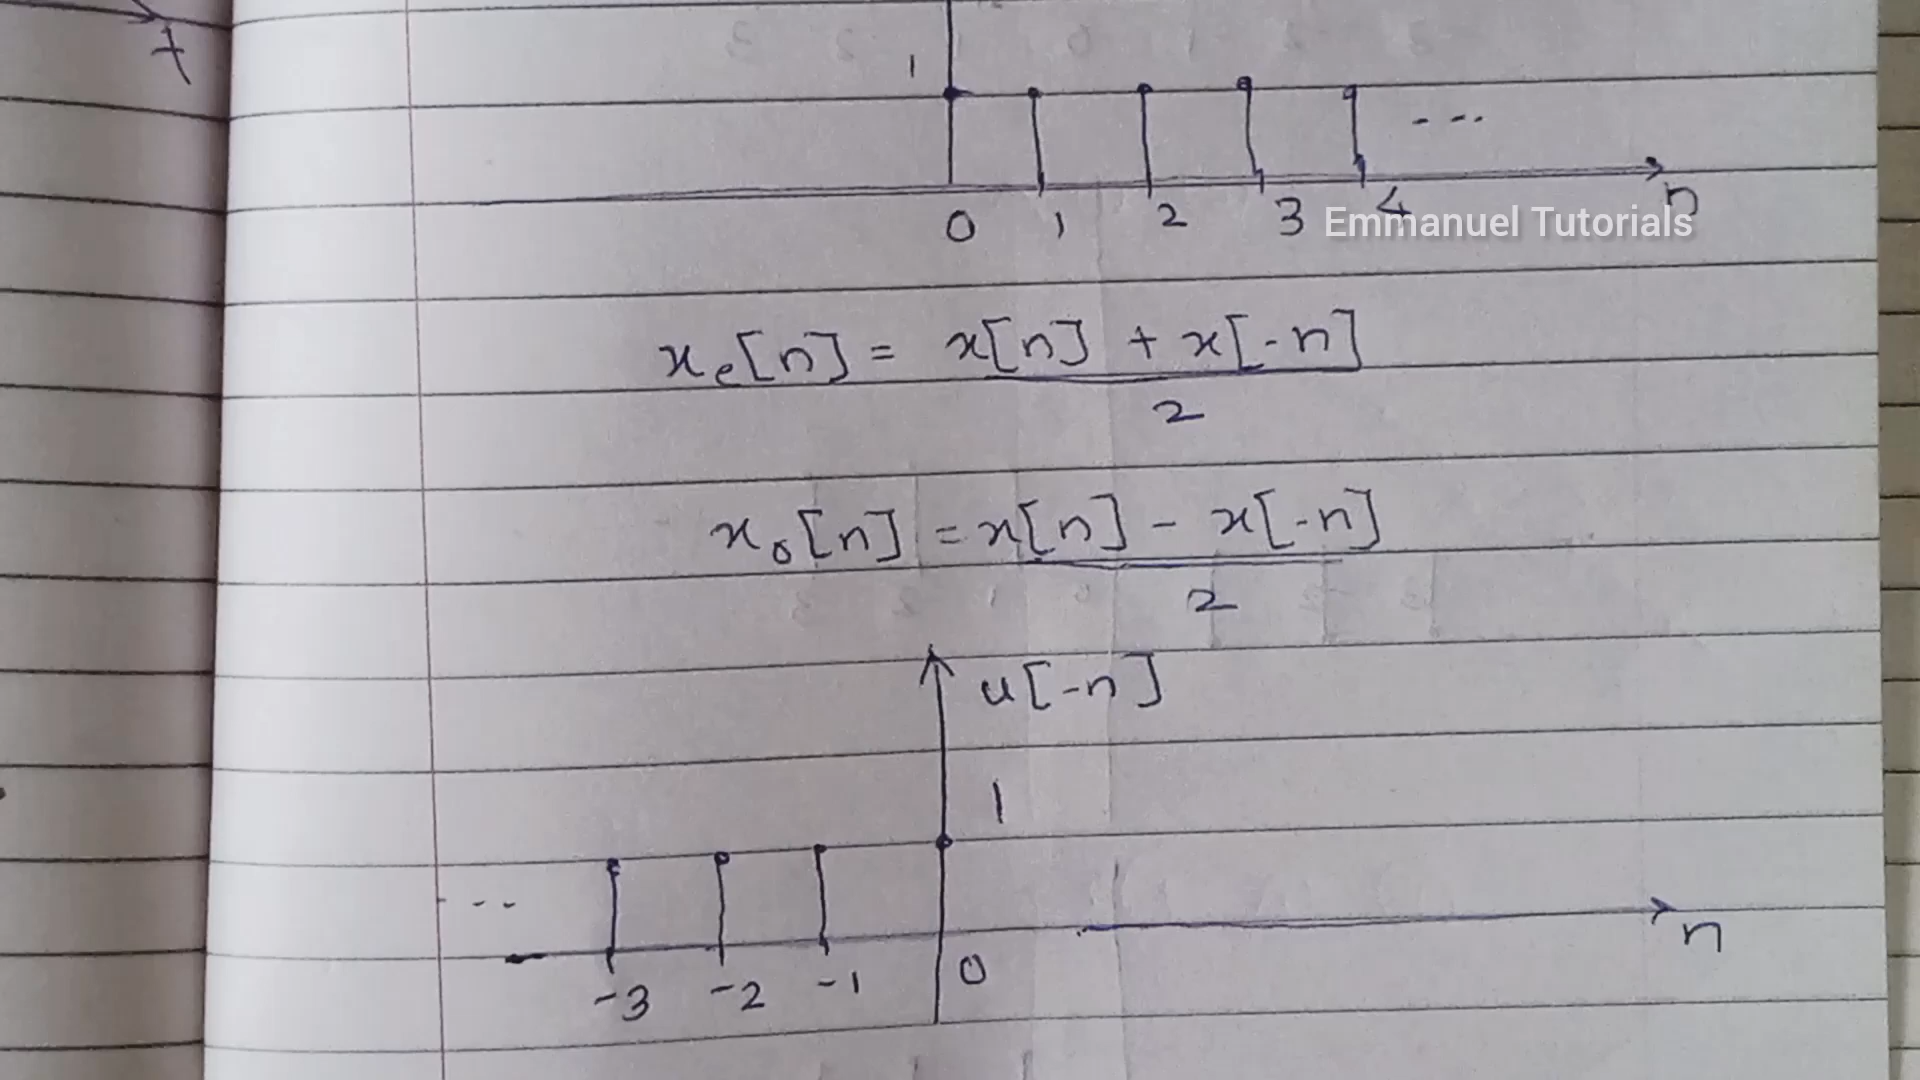 t
1
---
0 1 2 3 4 n
Emmanuel Tutorials
xe[n] = x[n] + x[-n]
2
xo[n] = x[n] - x[-n]
2
u[-n]
1
---
n
-3 -2 -1 0